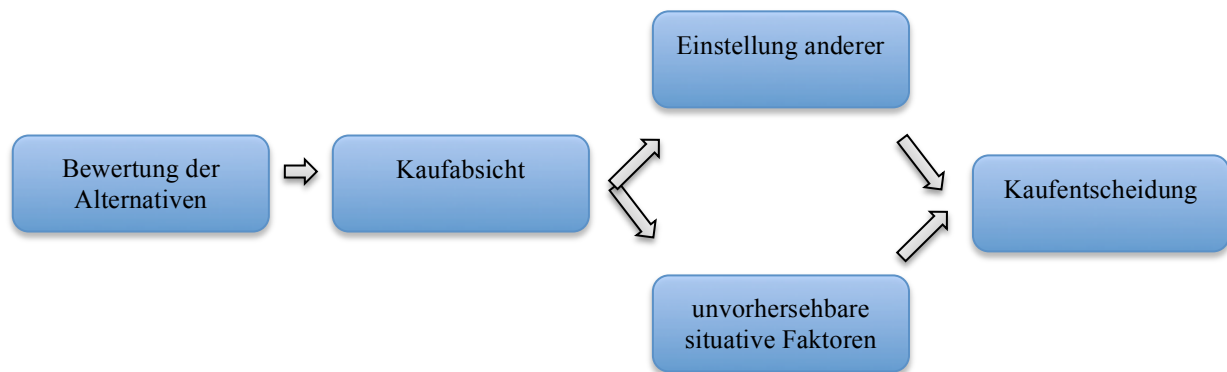 Bewertung der
Alternativen
Kaufabsicht
Einstellung anderer
unvorhersehbare
situative Faktoren
Kaufentscheidung